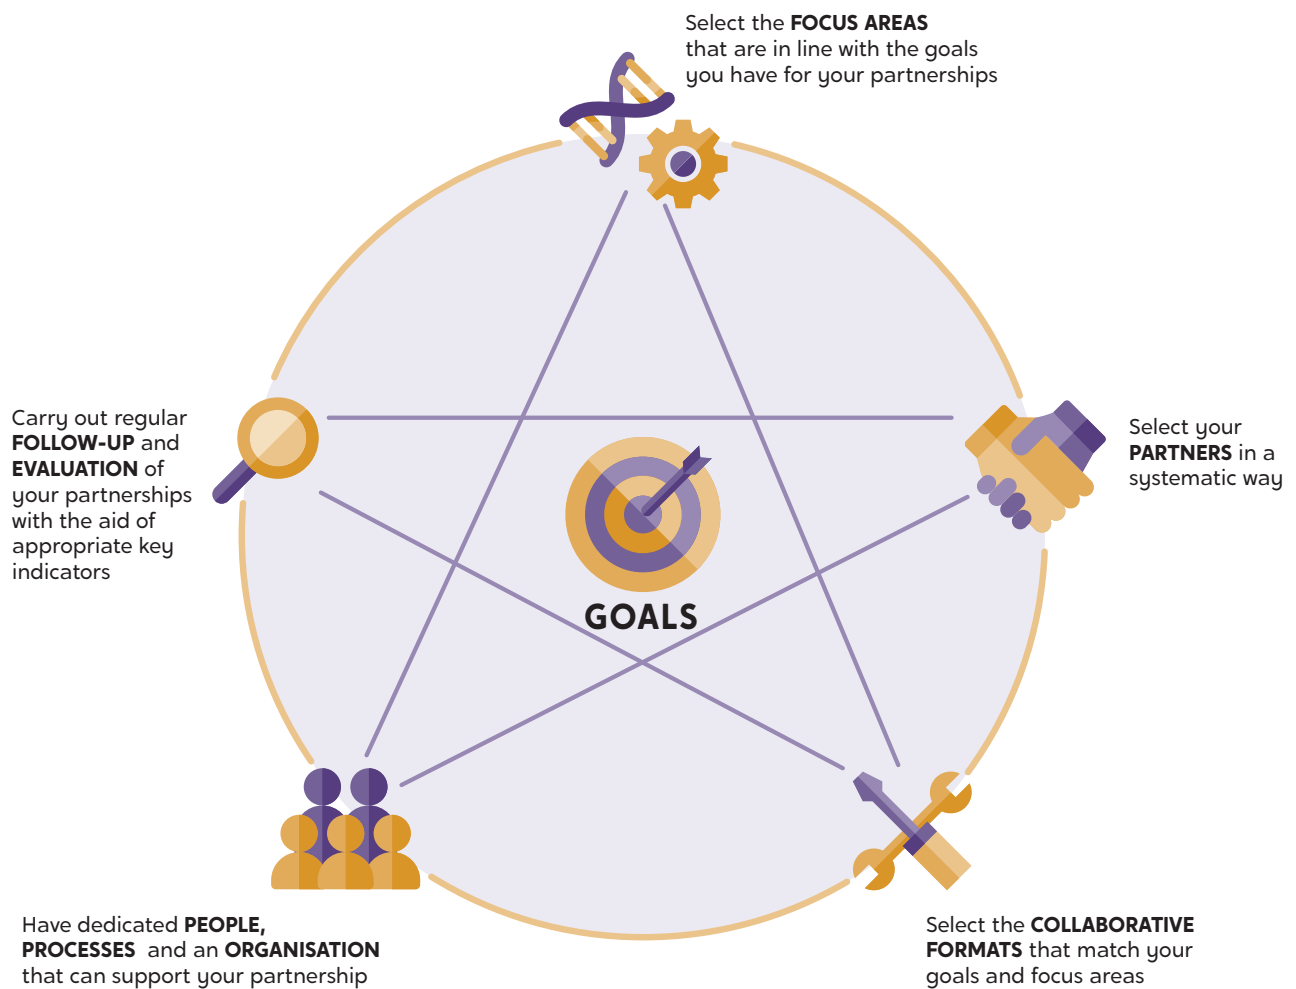 Select the FOCUS AREAS
that are in line with the goals
you have for your partnerships
Carry out regular
FOLLOW-UP and
EVALUATION of
your partnerships
with the aid of
appropriate key
indicators
Select your
PARTNERS in a
systematic way
GOALS
Have dedicated PEOPLE,
PROCESSES and an ORGANISATION
that can support your partnership
Select the COLLABORATIVE
FORMATS that match your
goals and focus areas